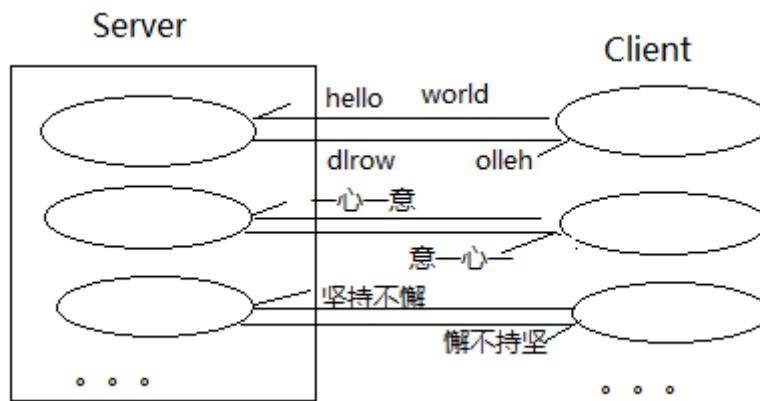 Server
Client
hello world
dlrow olleh
一心一意
意一心一
坚持不懈
懈不持坚
。。。
。。。